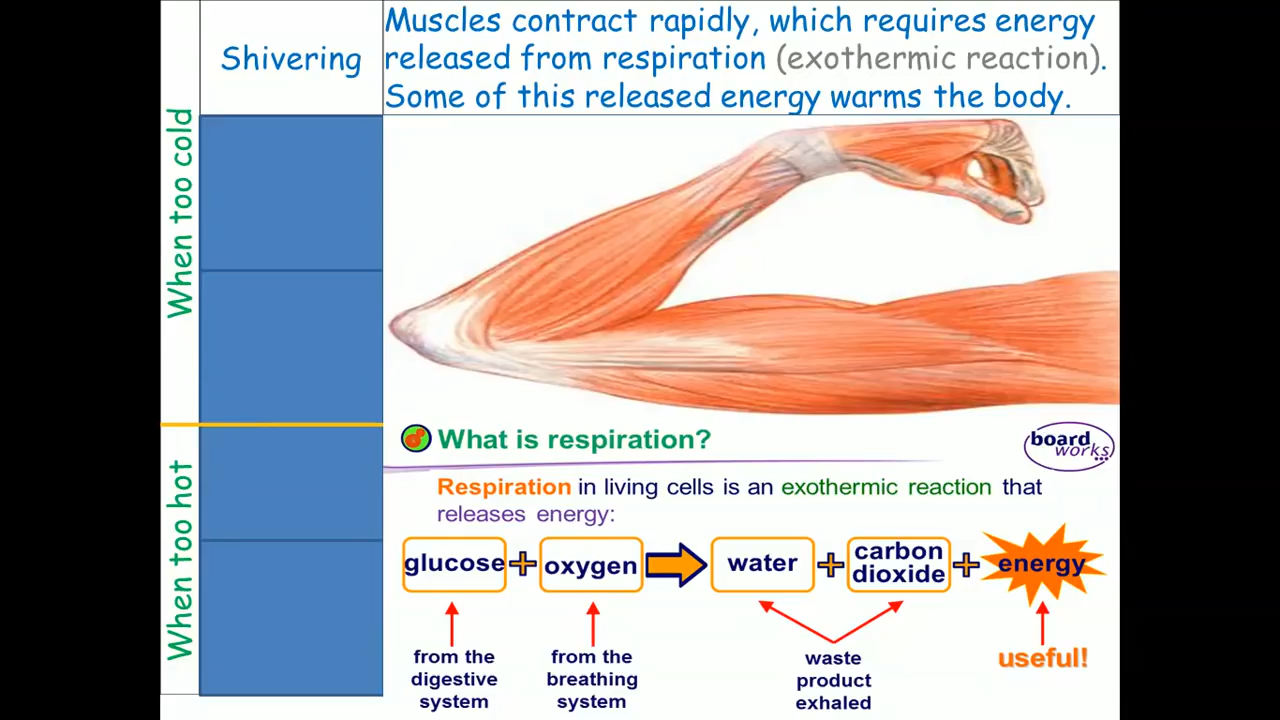 When too cold
Shivering
Muscles contract rapidly, which requires energy
released from respiration (exothermic reaction).
Some of this released energy warms the body.
What is respiration?
board
works
Respiration in living cells is an exothermic reaction that
releases energy:
glucose + oxygen water + carbon dioxide + energy
from the
digestive
system
from the
breathing
system
waste
product
exhaled
useful!
When too hot